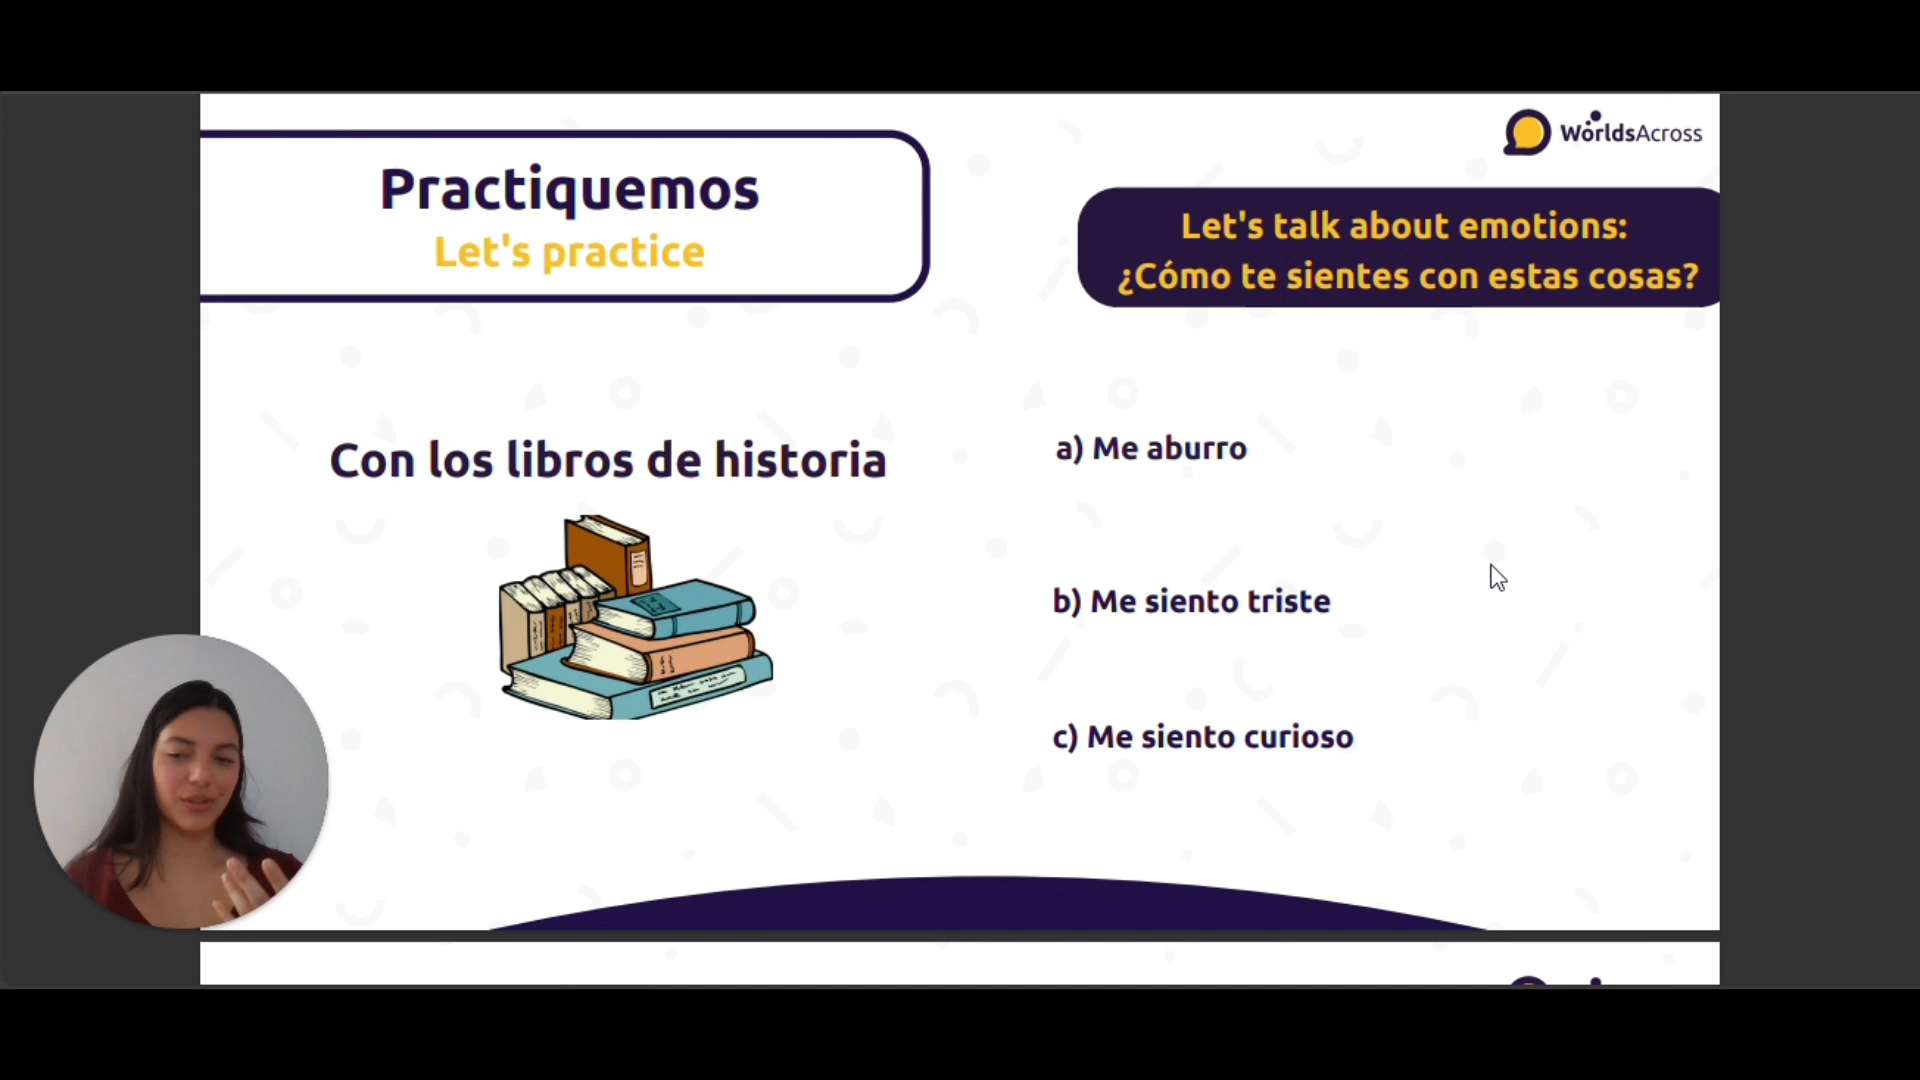 Practiquemos
Let's practice
WorldsAcross
Let's talk about emotions:
¿Cómo te sientes con estas cosas?
Con los libros de historia
a) Me aburro
b) Me siento triste
c) Me siento curioso